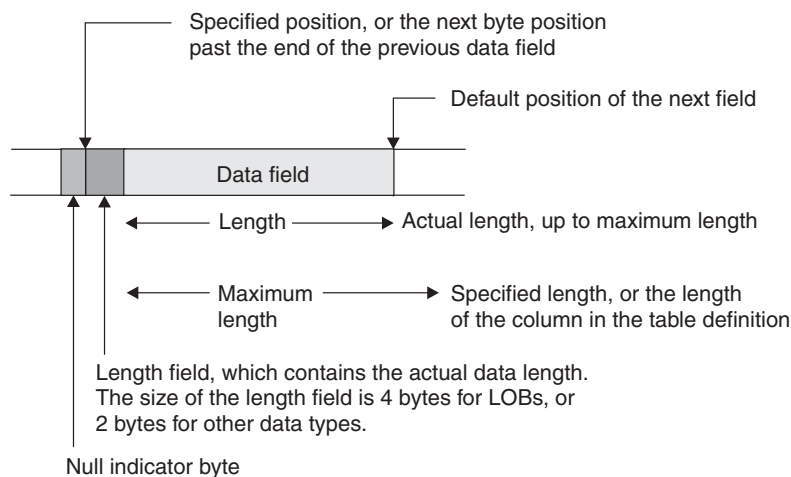 Specified position, or the next byte position
past the end of the previous data field
Default position of the next field
Data field
Length
Actual length, up to maximum length
Maximum
length
Specified length, or the length
of the column in the table definition
Length field, which contains the actual data length.
The size of the length field is 4 bytes for LOBs, or
2 bytes for other data types.
Null indicator byte